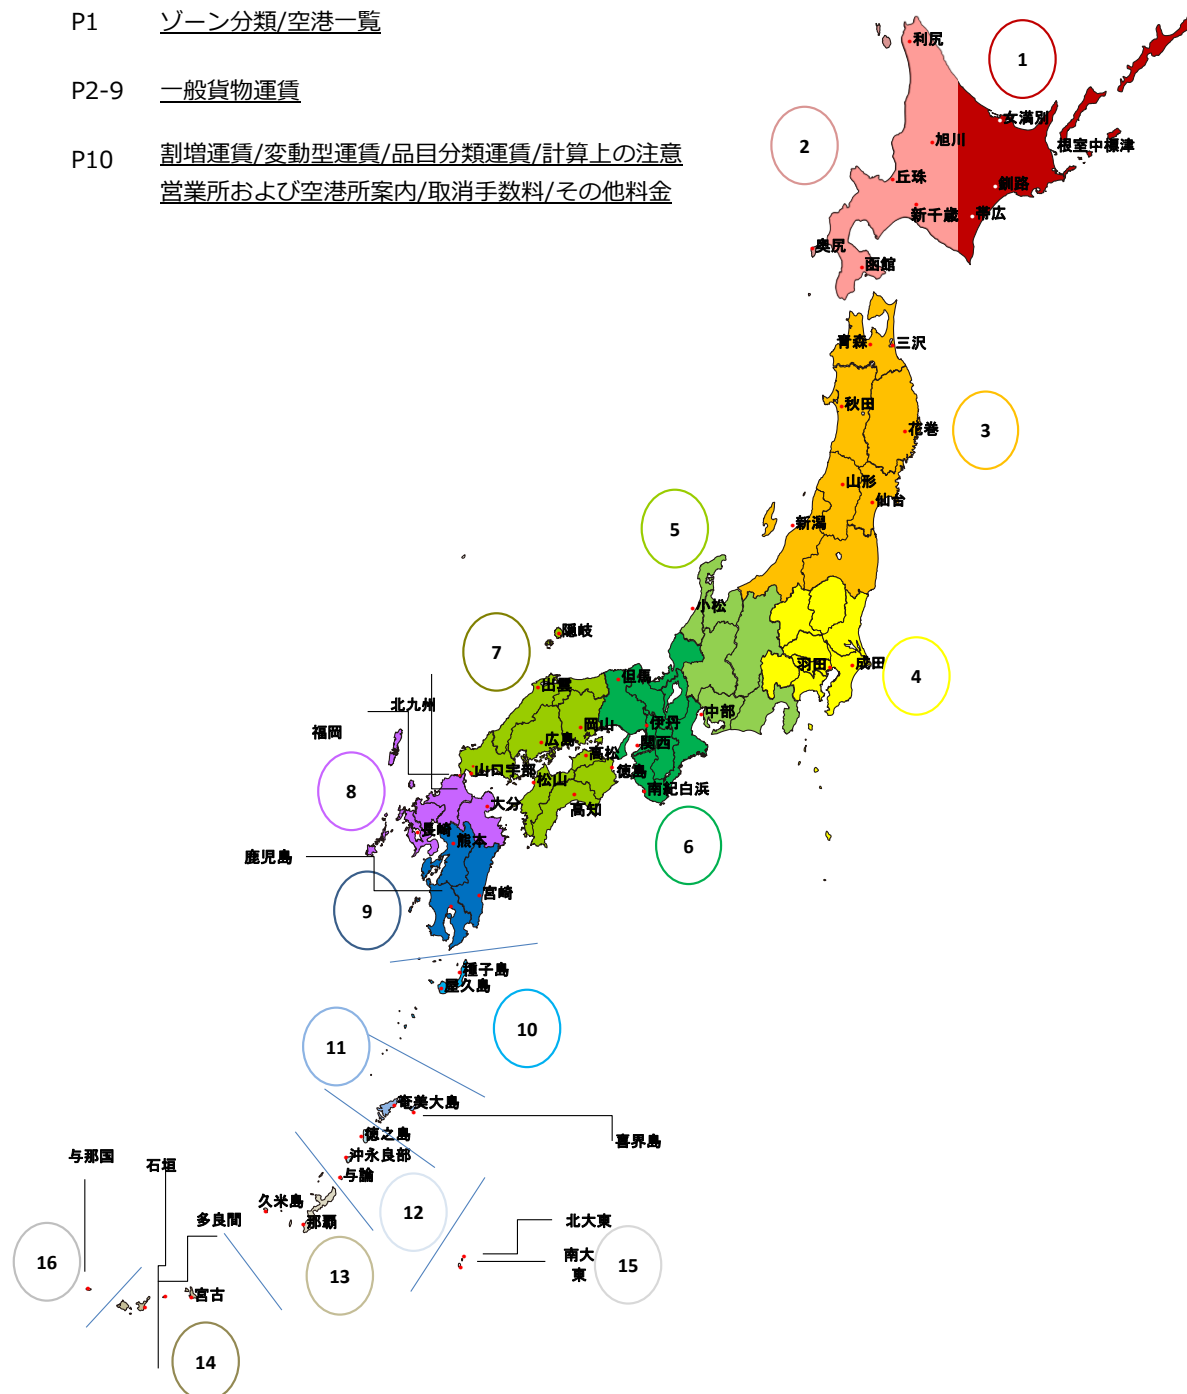 P1 ゾーン分類/空港一覧
P2-9 一般貨物運賃
P10 割増運賃/変動型運賃/品目分類運賃/計算上の注意
営業所および空港所案内/取消手数料/その他料金
利尻
1
女満別
2
旭川
根室中標津
丘珠
釧路
新千歳
帯広
奥尻
函館
青森
三沢
秋田
花巻
3
山形
仙台
新潟
5
小松
隠岐
7
羽田
成田
4
但馬
出雲
北九州
中部
伊丹
岡山
福岡
広島
関西
高松
山口宇部
徳島
松山
南紀白浜
8
大分
高知
長崎
熊本
6
鹿児島
宮崎
9
種子島
屋久島
10
11
奄美大島
徳之島
喜界島
沖永良部
与那国
石垣
与論
久米島
12
多良間
那覇
北大東
16
南大
東
15
13
宮古
14